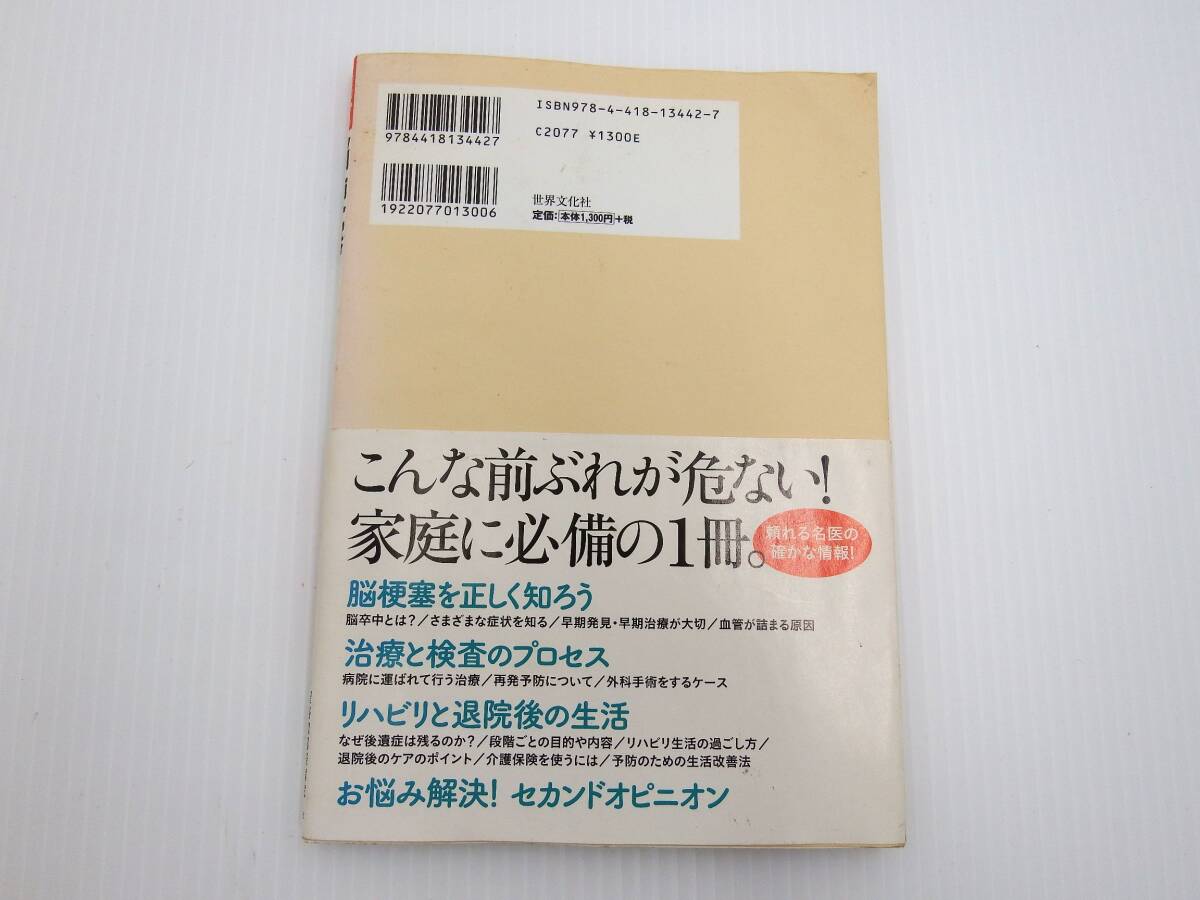 ISBN978-4-418-13442-7
C2077 ¥1300E
9784418134427
1922077013006
世界文化社
定価：本体1,300円+税
こんな前ぶれが危ない！
家庭に必備の1冊。
頼れる名医の
確かな情報！
脳梗塞を正しく知ろう
脳卒中とは？／さまざまな症状を知る／早期発見・早期治療が大切／血管が詰まる原因
治療と検査のプロセス
病院に運ばれて行う治療／再発予防について／外科手術をするケース
リハビリと退院後の生活
なぜ後遺症は残るのか？／段階ごとの目的や内容／リハビリ生活の過ごし方／
退院後のケアのポイント／介護保険を使うには／予防のための生活改善法
お悩み解決！ セカンドオピニオン